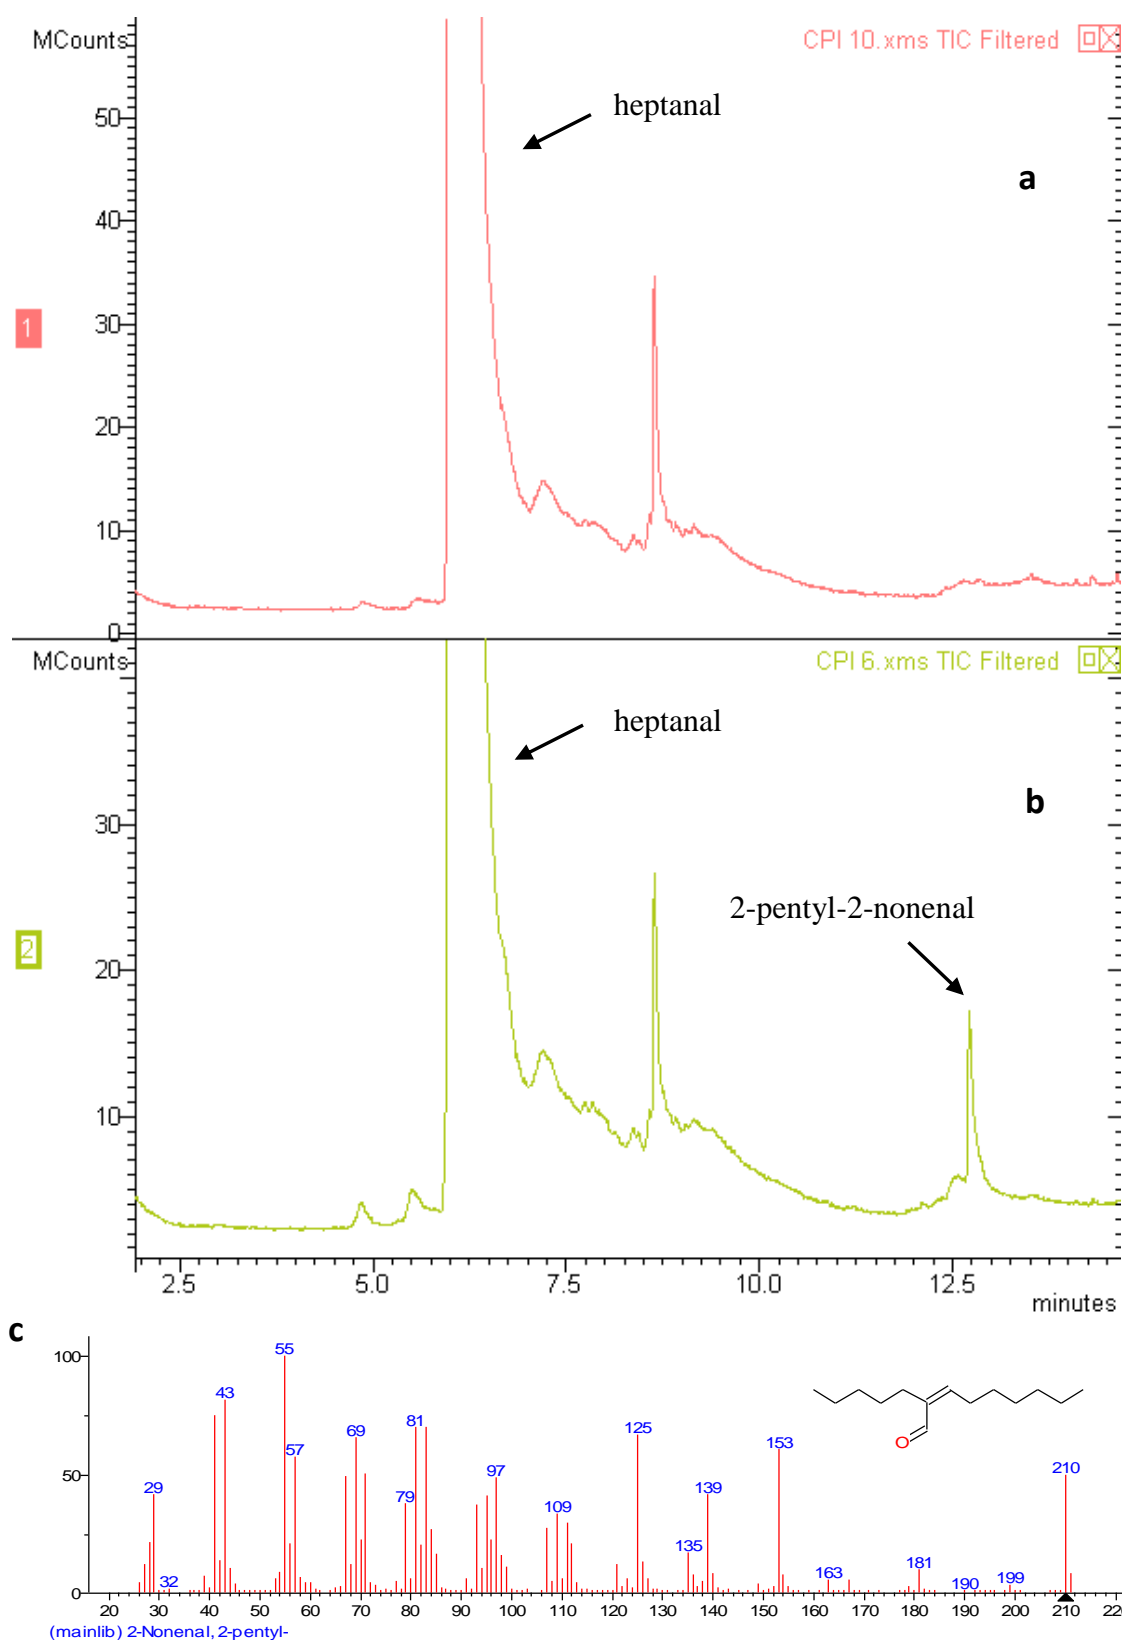 MCounts
CPI 10.xms TIC Filtered
heptanal
a
50
40
30
20
10
0
1
MCounts
CPI 6.xms TIC Filtered
heptanal
b
30
20
10
2
2-pentyl-2-nonenal
2.5 5.0 7.5 10.0 12.5
minutes
c
100
50
0
55
43
57
69
81
79
29
32
97
109
125
135
139
153
163
181
190
199
210
O
20 30 40 50 60 70 80 90 100 110 120 130 140 150 160 170 180 190 200 210 220
(mainlib) 2-Nonenal, 2-pentyl-